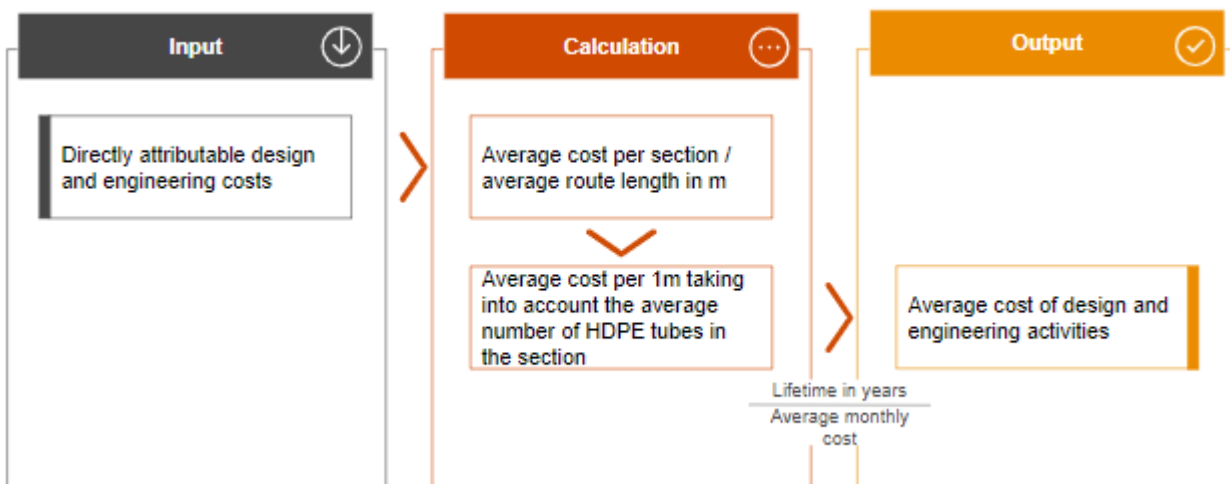 Input
Calculation
Output
Directly attributable design
and engineering costs
Average cost per section /
average route length in m
Average cost per 1m taking
into account the average
number of HDPE tubes in
the section
Average cost of design and
engineering activities
Lifetime in years
Average monthly
cost